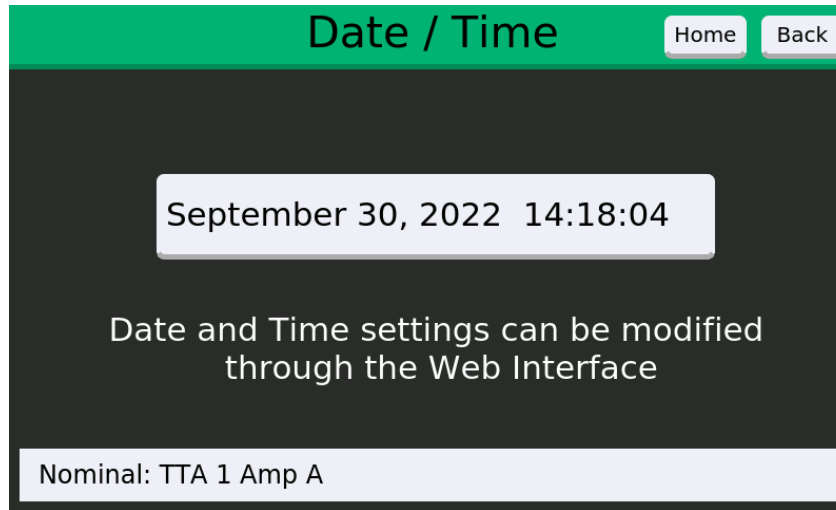 Date / Time
Home
Back
September 30, 2022  14:18:04
Date and Time settings can be modified
through the Web Interface
Nominal: TTA 1 Amp A